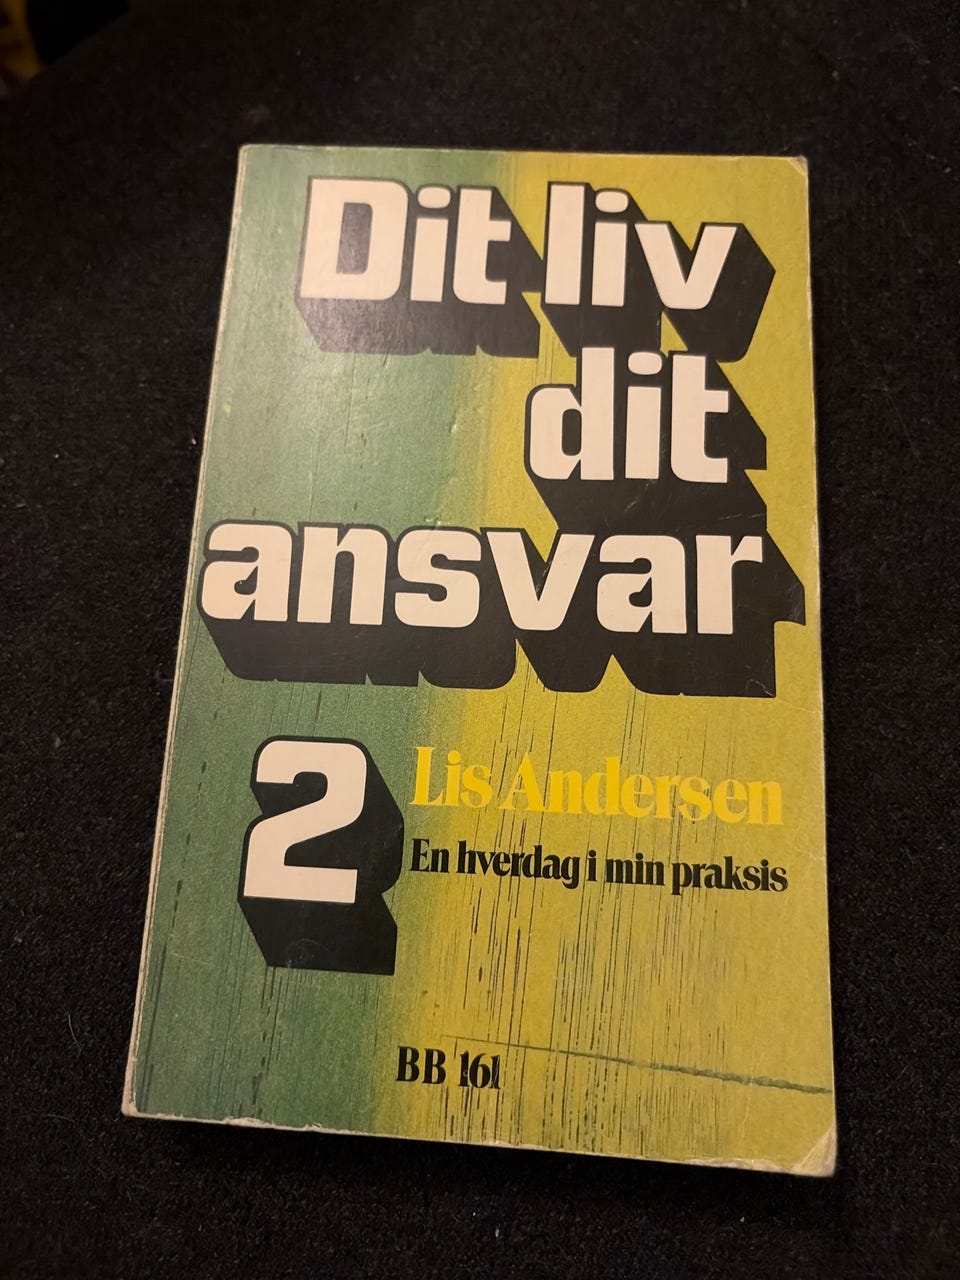 Dit liv
dit
ansvar
2
Lis Andersen
En hverdag i min praksis
BB 161